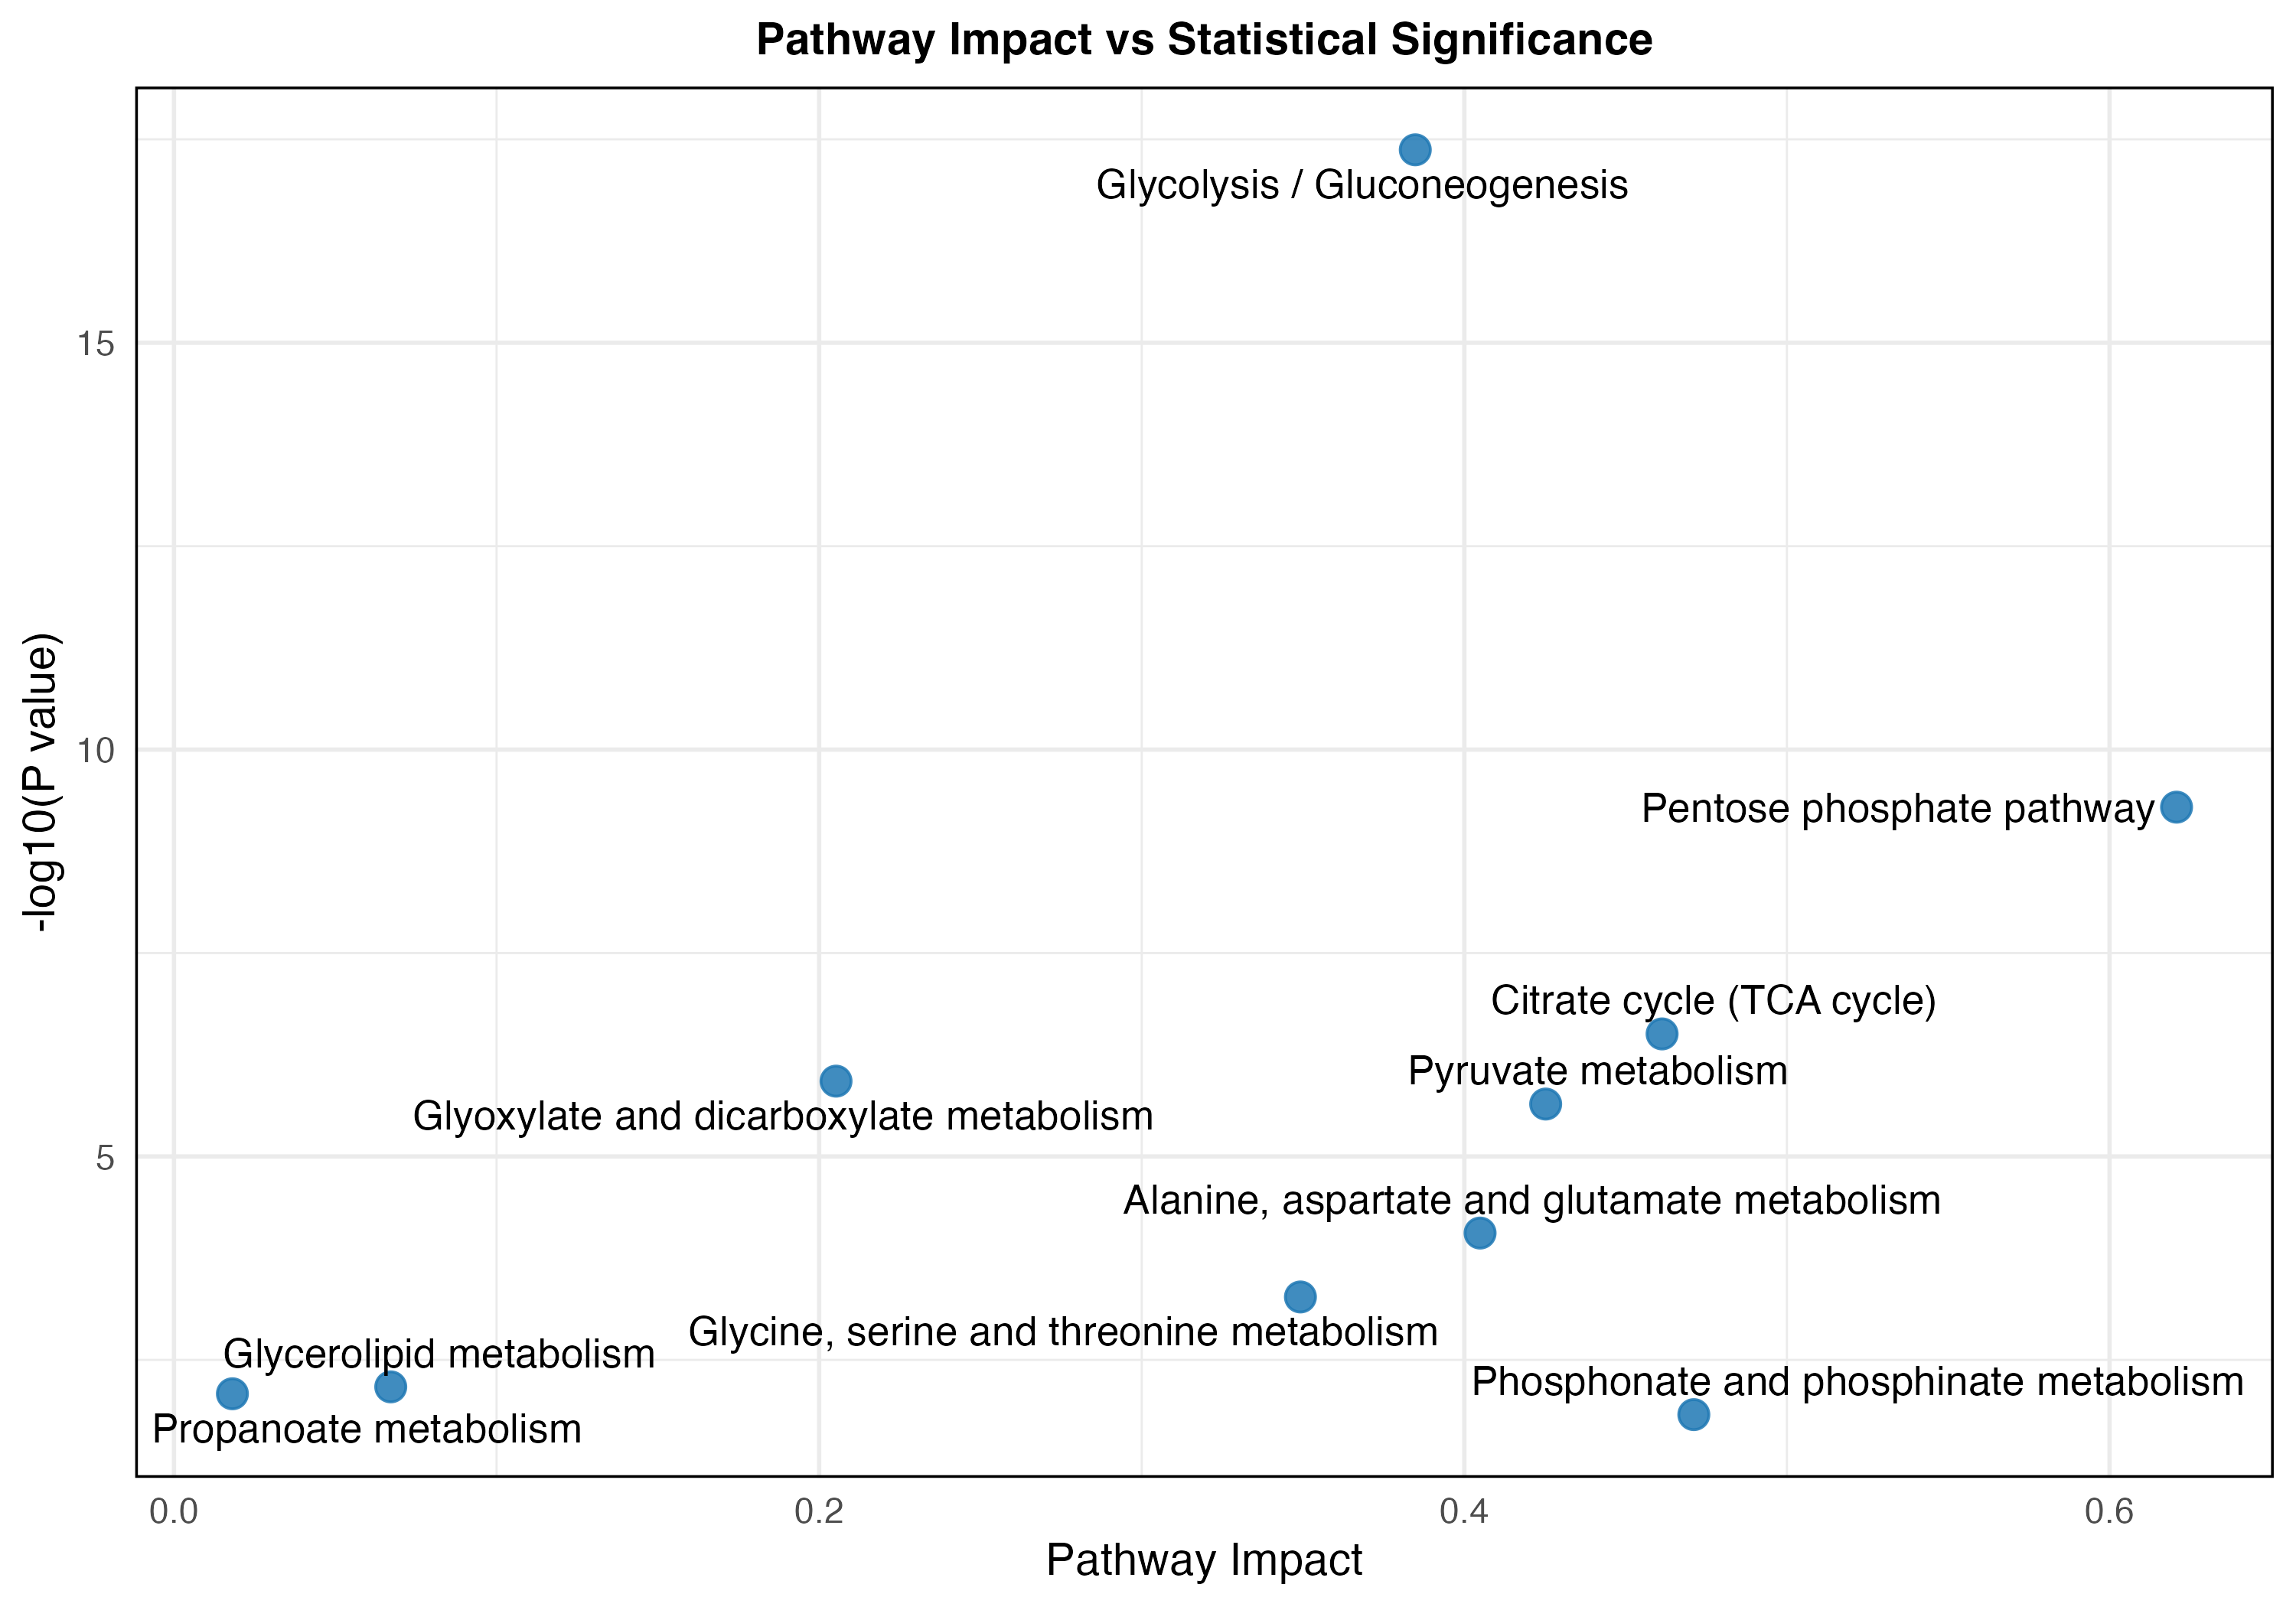 Pathway Impact vs Statistical Significance
Glycolysis / Gluconeogenesis
15
-log10(P value)
10
Pentose phosphate pathway
Citrate cycle (TCA cycle)
Pyruvate metabolism
Glyoxylate and dicarboxylate metabolism
5
Alanine, aspartate and glutamate metabolism
Glycine, serine and threonine metabolism
Glycerolipid metabolism
Phosphonate and phosphinate metabolism
Propanoate metabolism
0.0 0.2 0.4 0.6
Pathway Impact